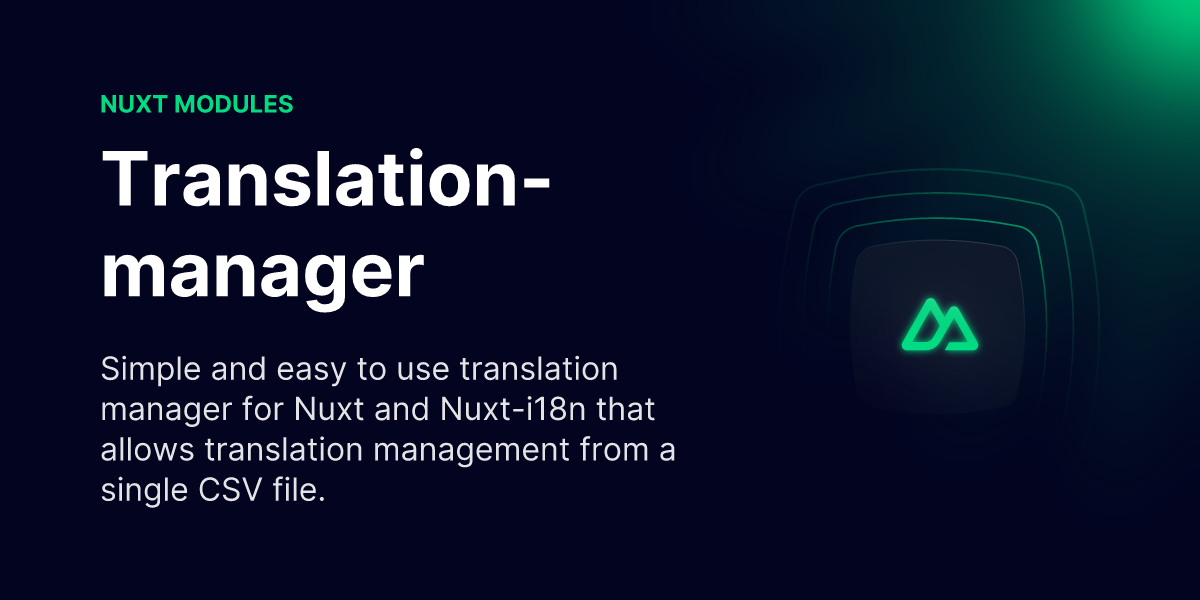 NUXT MODULES
Translation-
manager
Simple and easy to use translation
manager for Nuxt and Nuxt-i18n that
allows translation management from a
single CSV file.